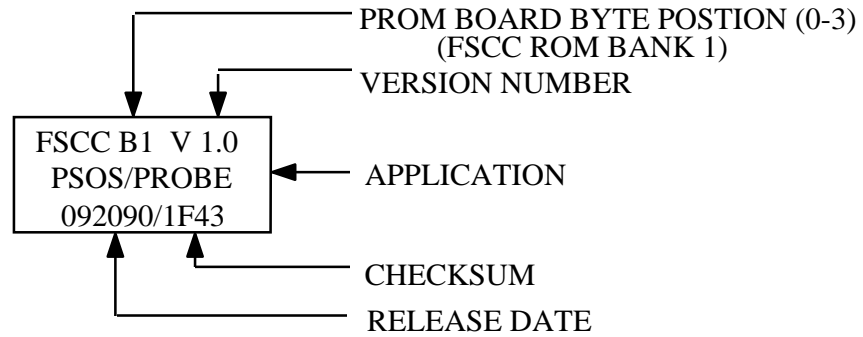 PROM BOARD BYTE POSTION (0-3)
(FSCC ROM BANK 1)
VERSION NUMBER
FSCC B1 V 1.0
PSOS/PROBE
092090/1F43
APPLICATION
CHECKSUM
RELEASE DATE